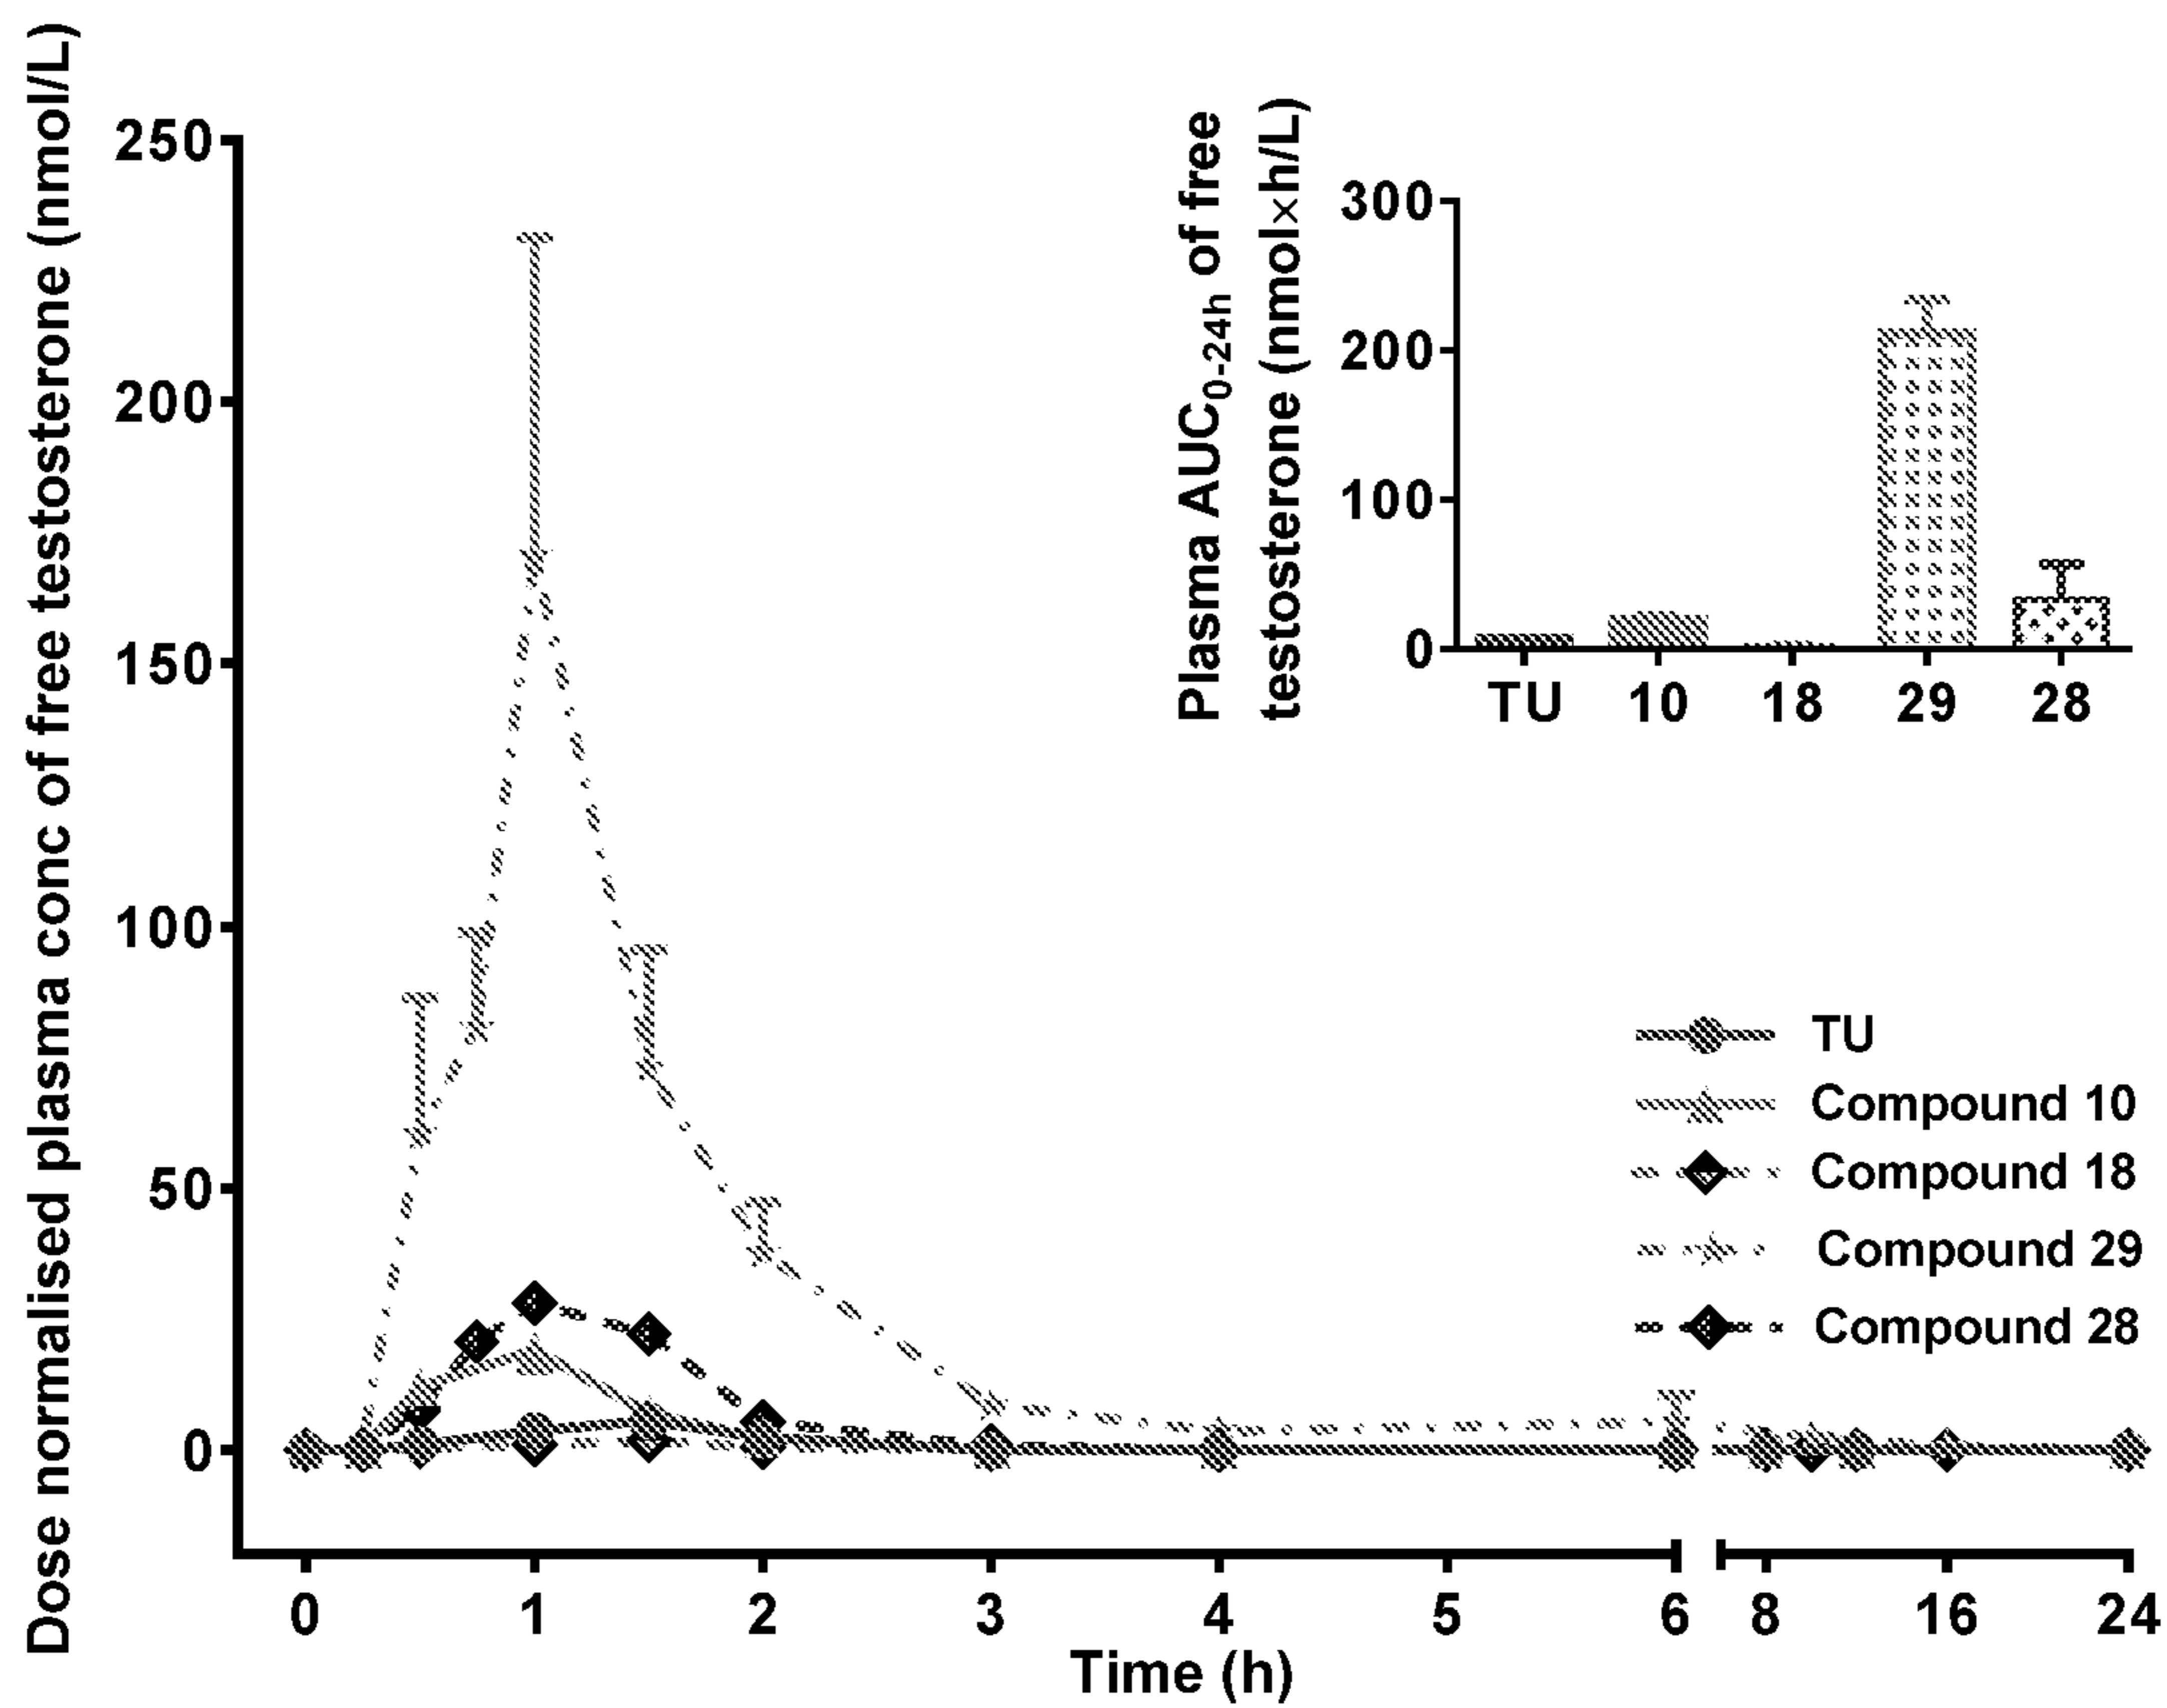 Dose normalised plasma conc of free testosterone (nmol/L)
250
200
150
100
50
0
0 1 2 3 4 5 6 8 16 24
Time (h)
Plasma AUC0-24h of free
testosterone (nmol×h/L)
300
200
100
0
TU 10 18 29 28
TU
Compound 10
Compound 18
Compound 29
Compound 28